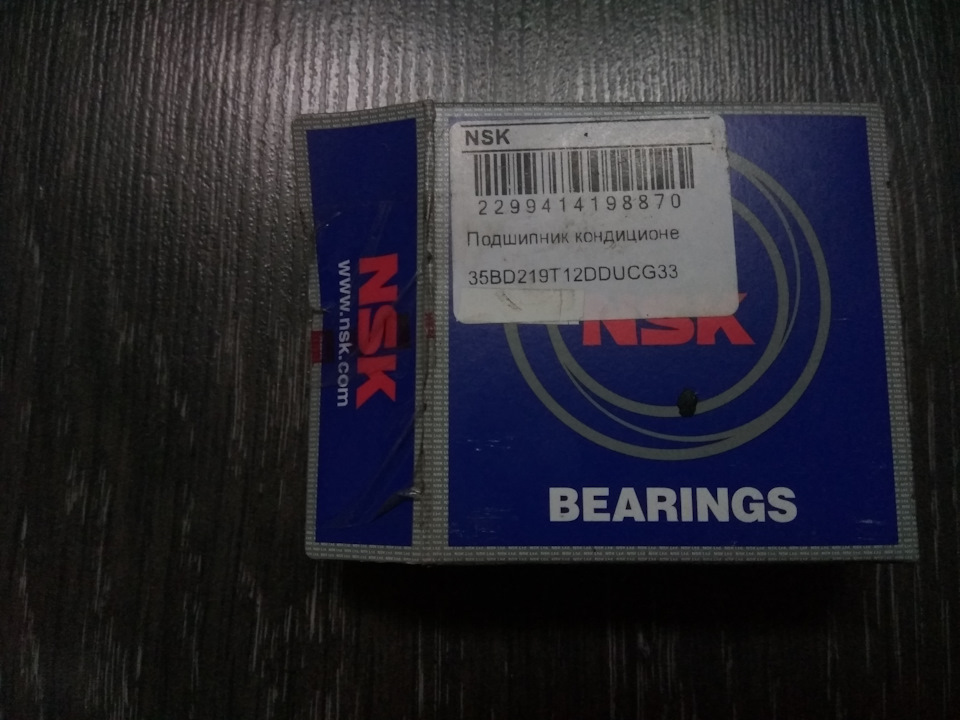 NSK
www.nsk.com
NSK
2299414198870
Подшипник кондиционе
35BD219T12DDUCG33
NSK
BEARINGS